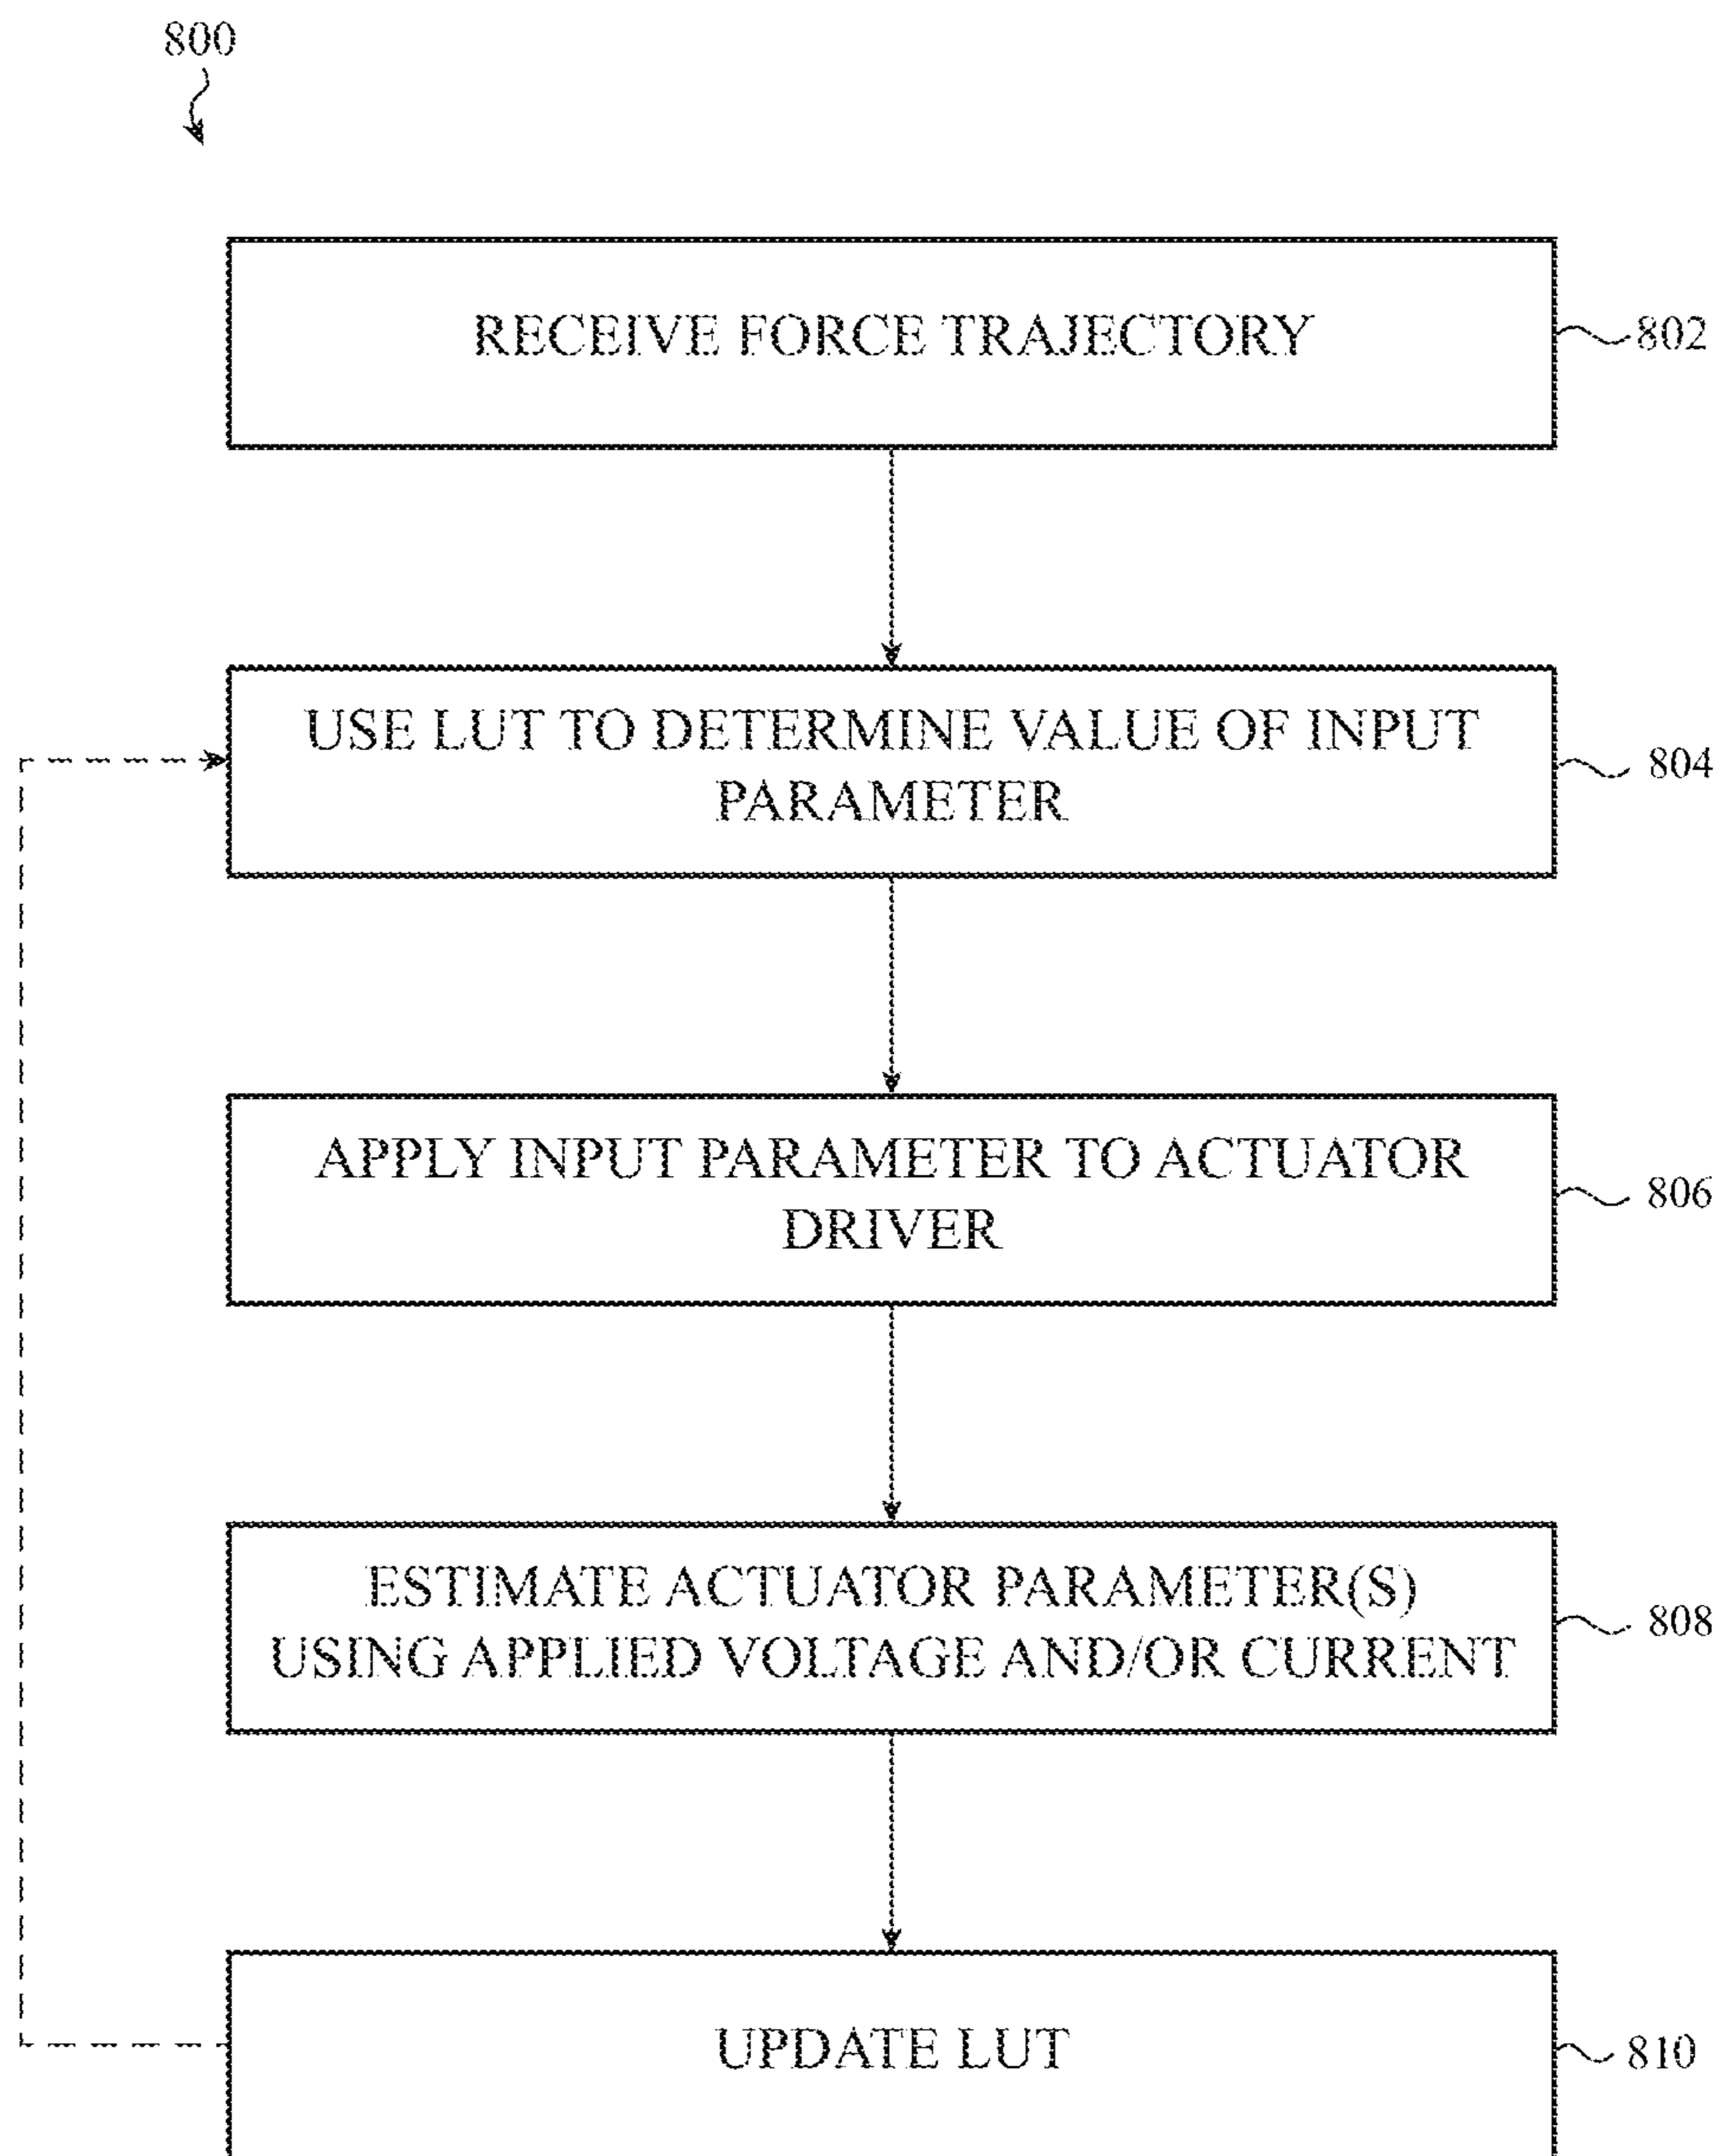 800
RECEIVE FORCE TRAJECTORY
802
USE LUT TO DETERMINE VALUE OF INPUT
PARAMETER
804
APPLY INPUT PARAMETER TO ACTUATOR
DRIVER
806
ESTIMATE ACTUATOR PARAMETER(S)
USING APPLIED VOLTAGE AND/OR CURRENT
808
UPDATE LUT
810